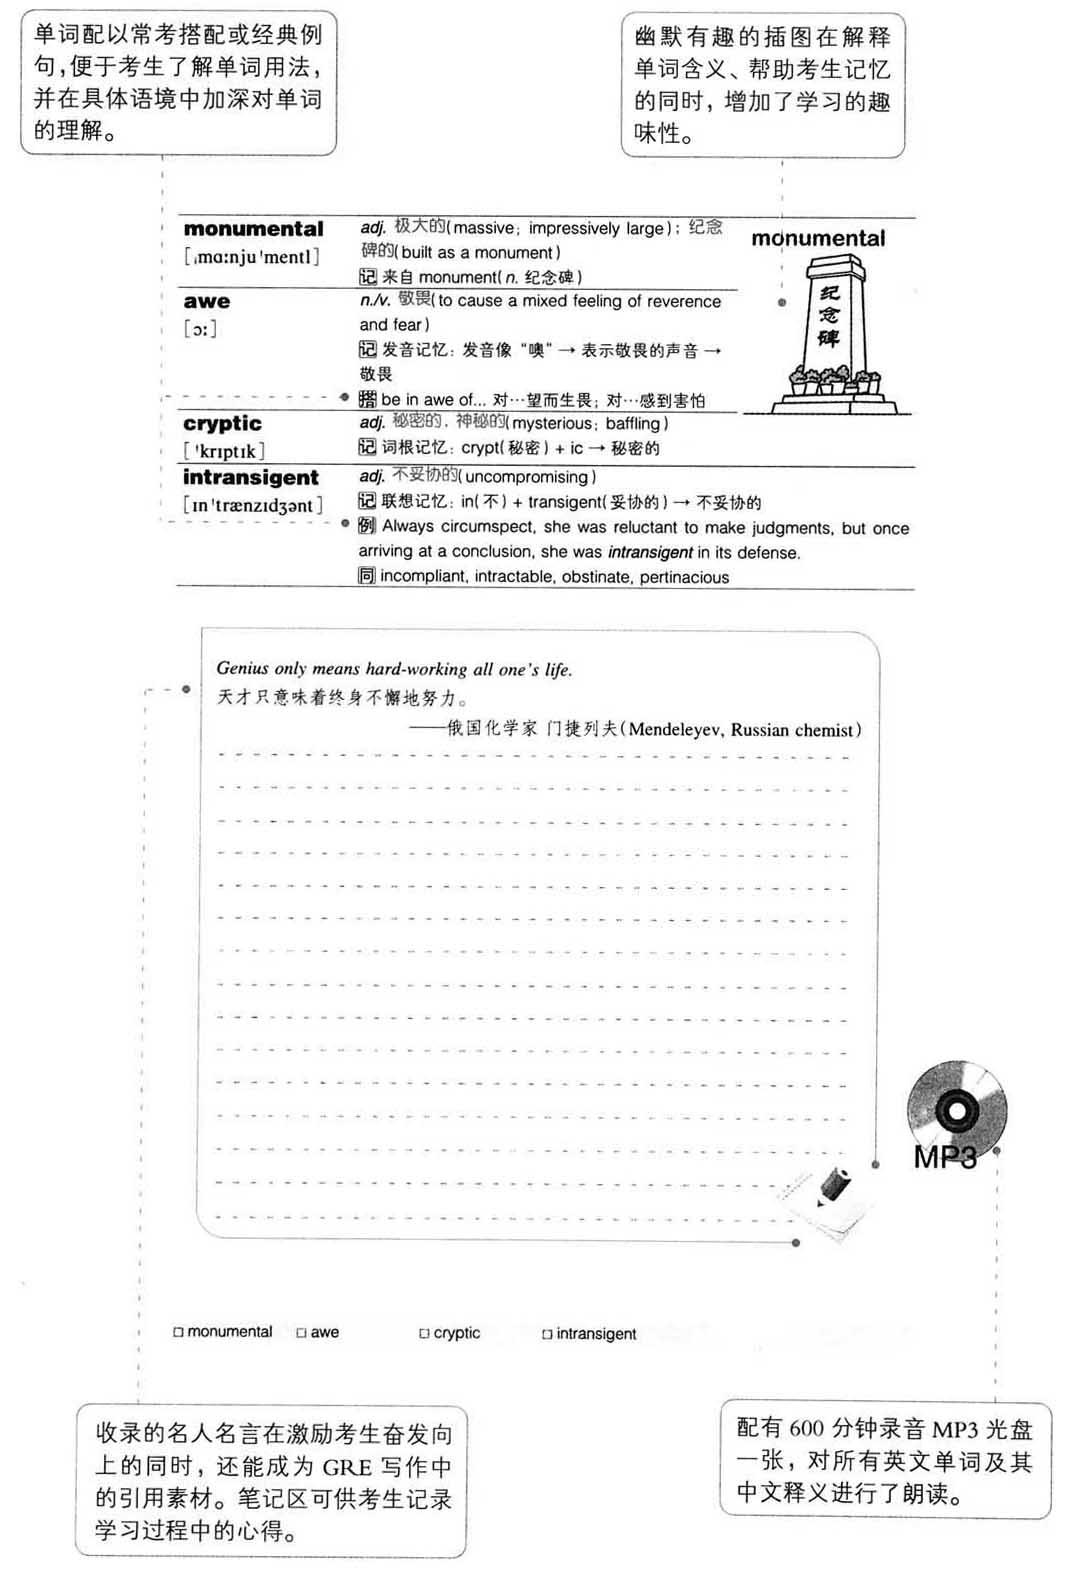 单词配以常考搭配或经典例
句，便于考生了解单词用法，
并在具体语境中加深对单词
的理解。
幽默有趣的插图在解释
单词含义、帮助考生记忆
的同时，增加了学习的趣
味性。
monumental
[ˌmɑːnjuˈmentl]
adj. 极大的(massive; impressively large)；纪念
碑的(built as a monument)
记 来自 monument(n. 纪念碑)
awe
[ɔː]
n./v. 敬畏(to cause a mixed feeling of reverence
and fear)
记 发音记忆：发音像“噢”→ 表示敬畏的声音 →
敬畏
搭 be in awe of... 对…望而生畏；对…感到害怕
cryptic
[ˈkrɪptɪk]
adj. 秘密的，神秘的(mysterious; baffling)
记 词根记忆：crypt(秘密) + ic → 秘密的
intransigent
[ɪnˈtrænzɪdʒənt]
adj. 不妥协的(uncompromising)
记 联想记忆：in(不) + transigent(妥协的) → 不妥协的
例 Always circumspect, she was reluctant to make judgments, but once
arriving at a conclusion, she was intransigent in its defense.
同 incompliant, intractable, obstinate, pertinacious
monumental
纪念碑
Genius only means hard-working all one's life.
天才只意味着终身不懈地努力。
——俄国化学家 门捷列夫(Mendeleyev, Russian chemist)
MP3
□ monumental □ awe □ cryptic □ intransigent
收录的名人名言在激励考生奋发向
上的同时，还能成为 GRE 写作中
的引用素材。笔记区可供考生记录
学习过程中的心得。
配有 600 分钟录音 MP3 光盘
一张，对所有英文单词及其
中文释义进行了朗读。